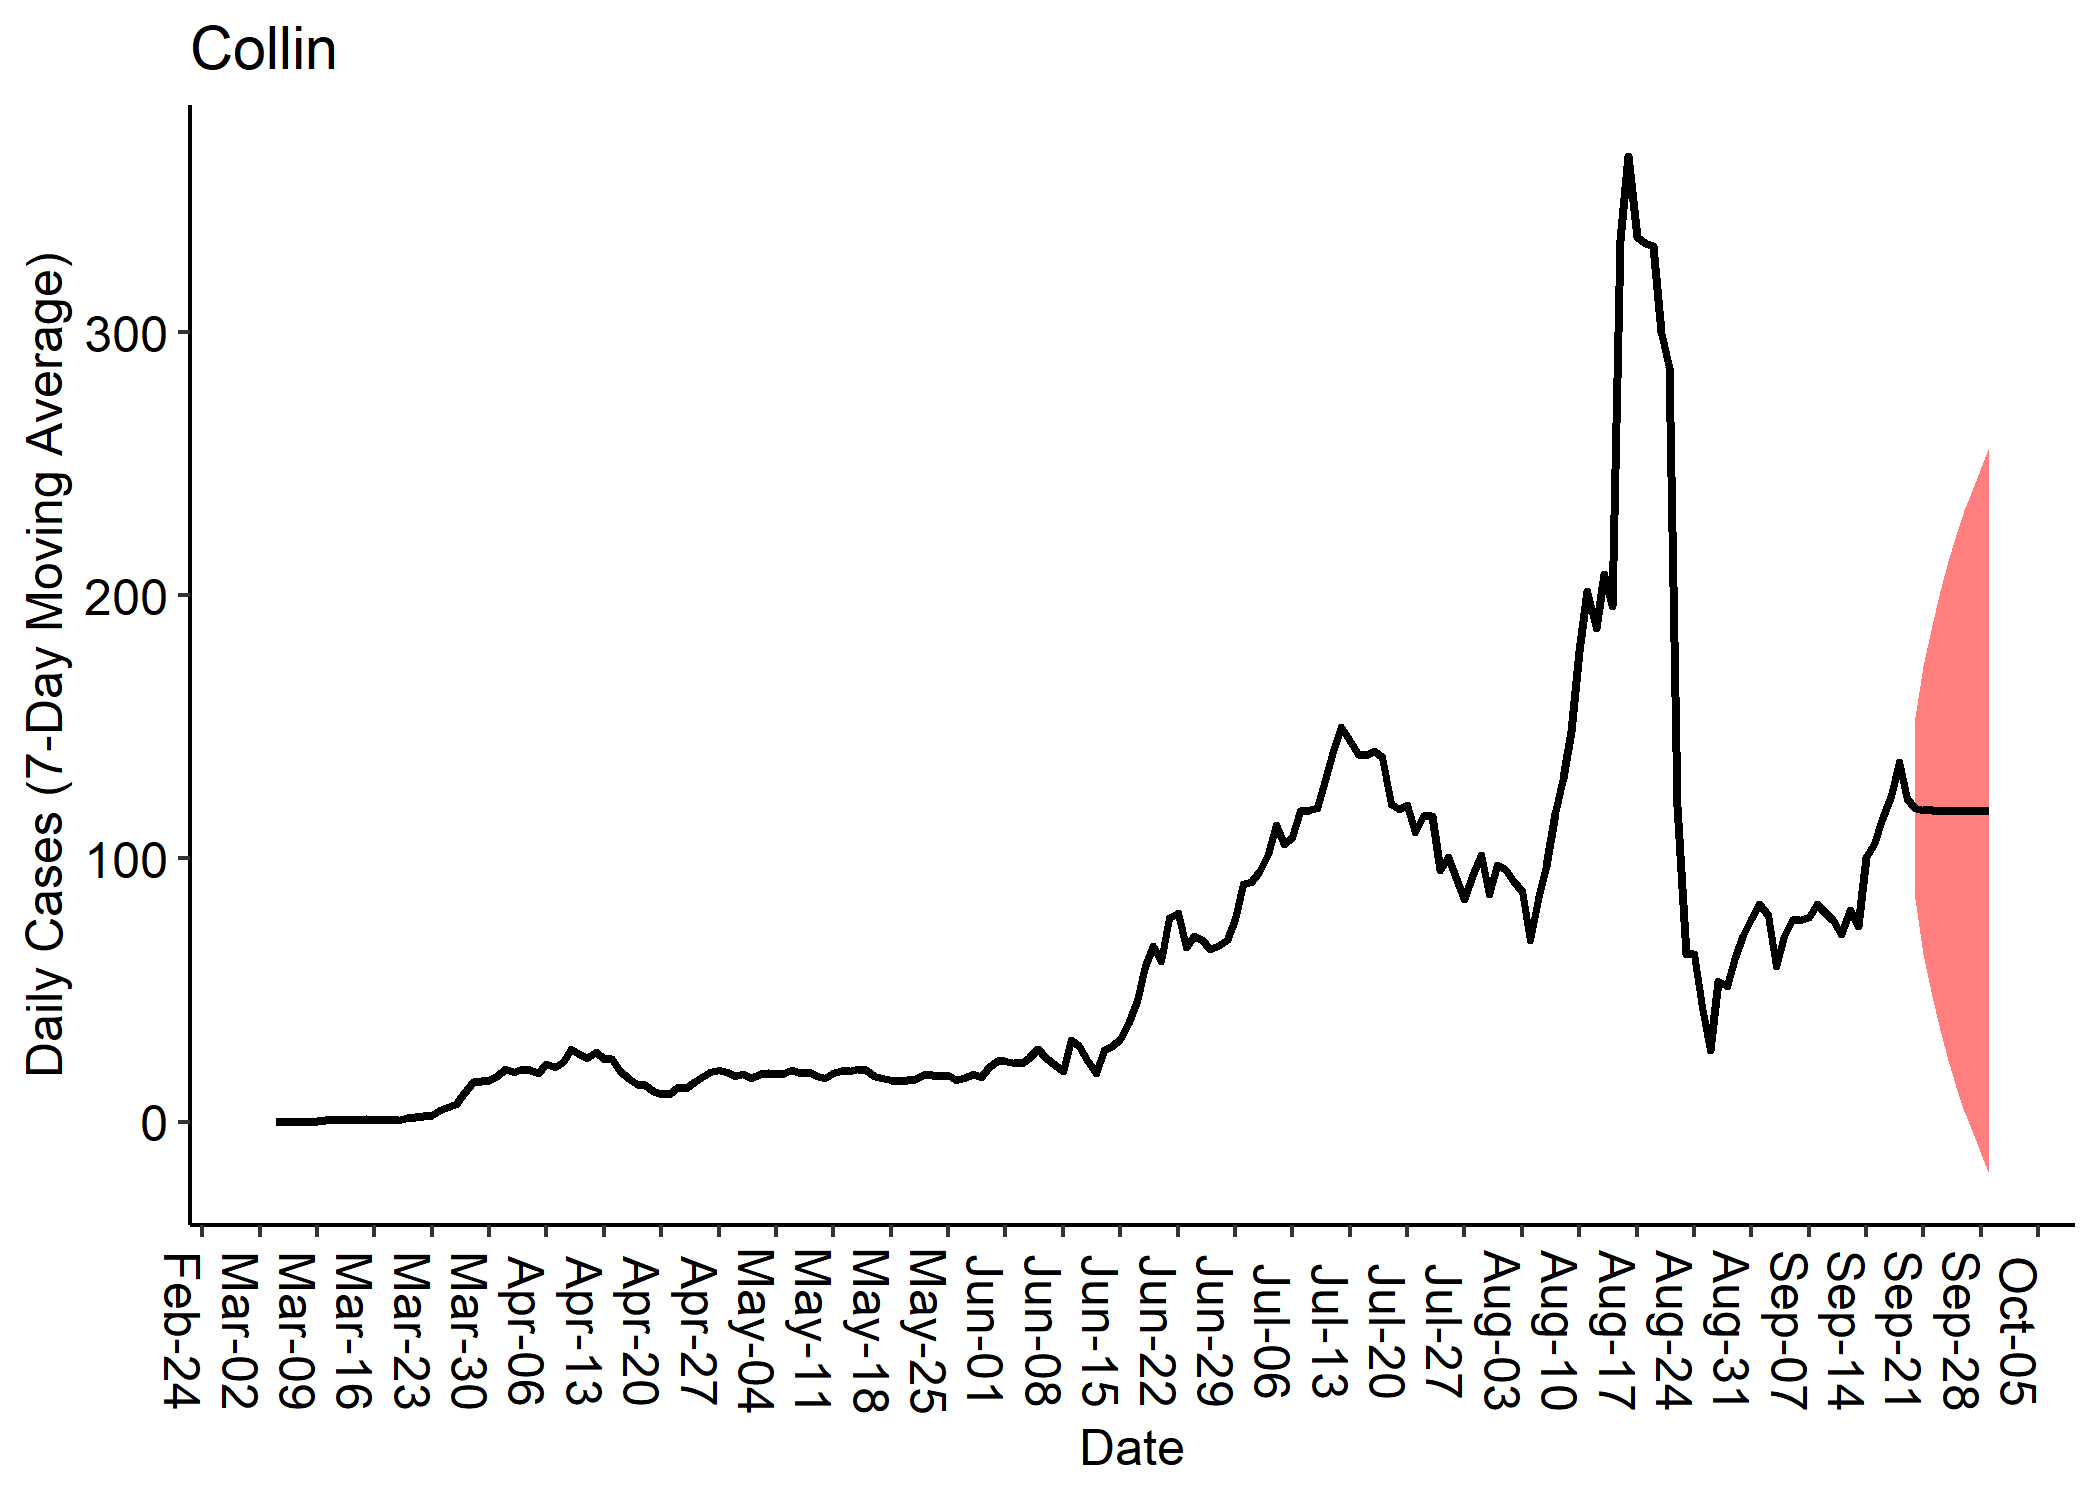 Collin
Daily Cases (7-Day Moving Average)
300
200
100
0
Feb-24
Mar-02
Mar-09
Mar-16
Mar-23
Mar-30
Apr-06
Apr-13
Apr-20
Apr-27
May-04
May-11
May-18
May-25
Jun-01
Jun-08
Jun-15
Jun-22
Jun-29
Jul-06
Jul-13
Jul-20
Jul-27
Aug-03
Aug-10
Aug-17
Aug-24
Aug-31
Sep-07
Sep-14
Sep-21
Sep-28
Oct-05
Date